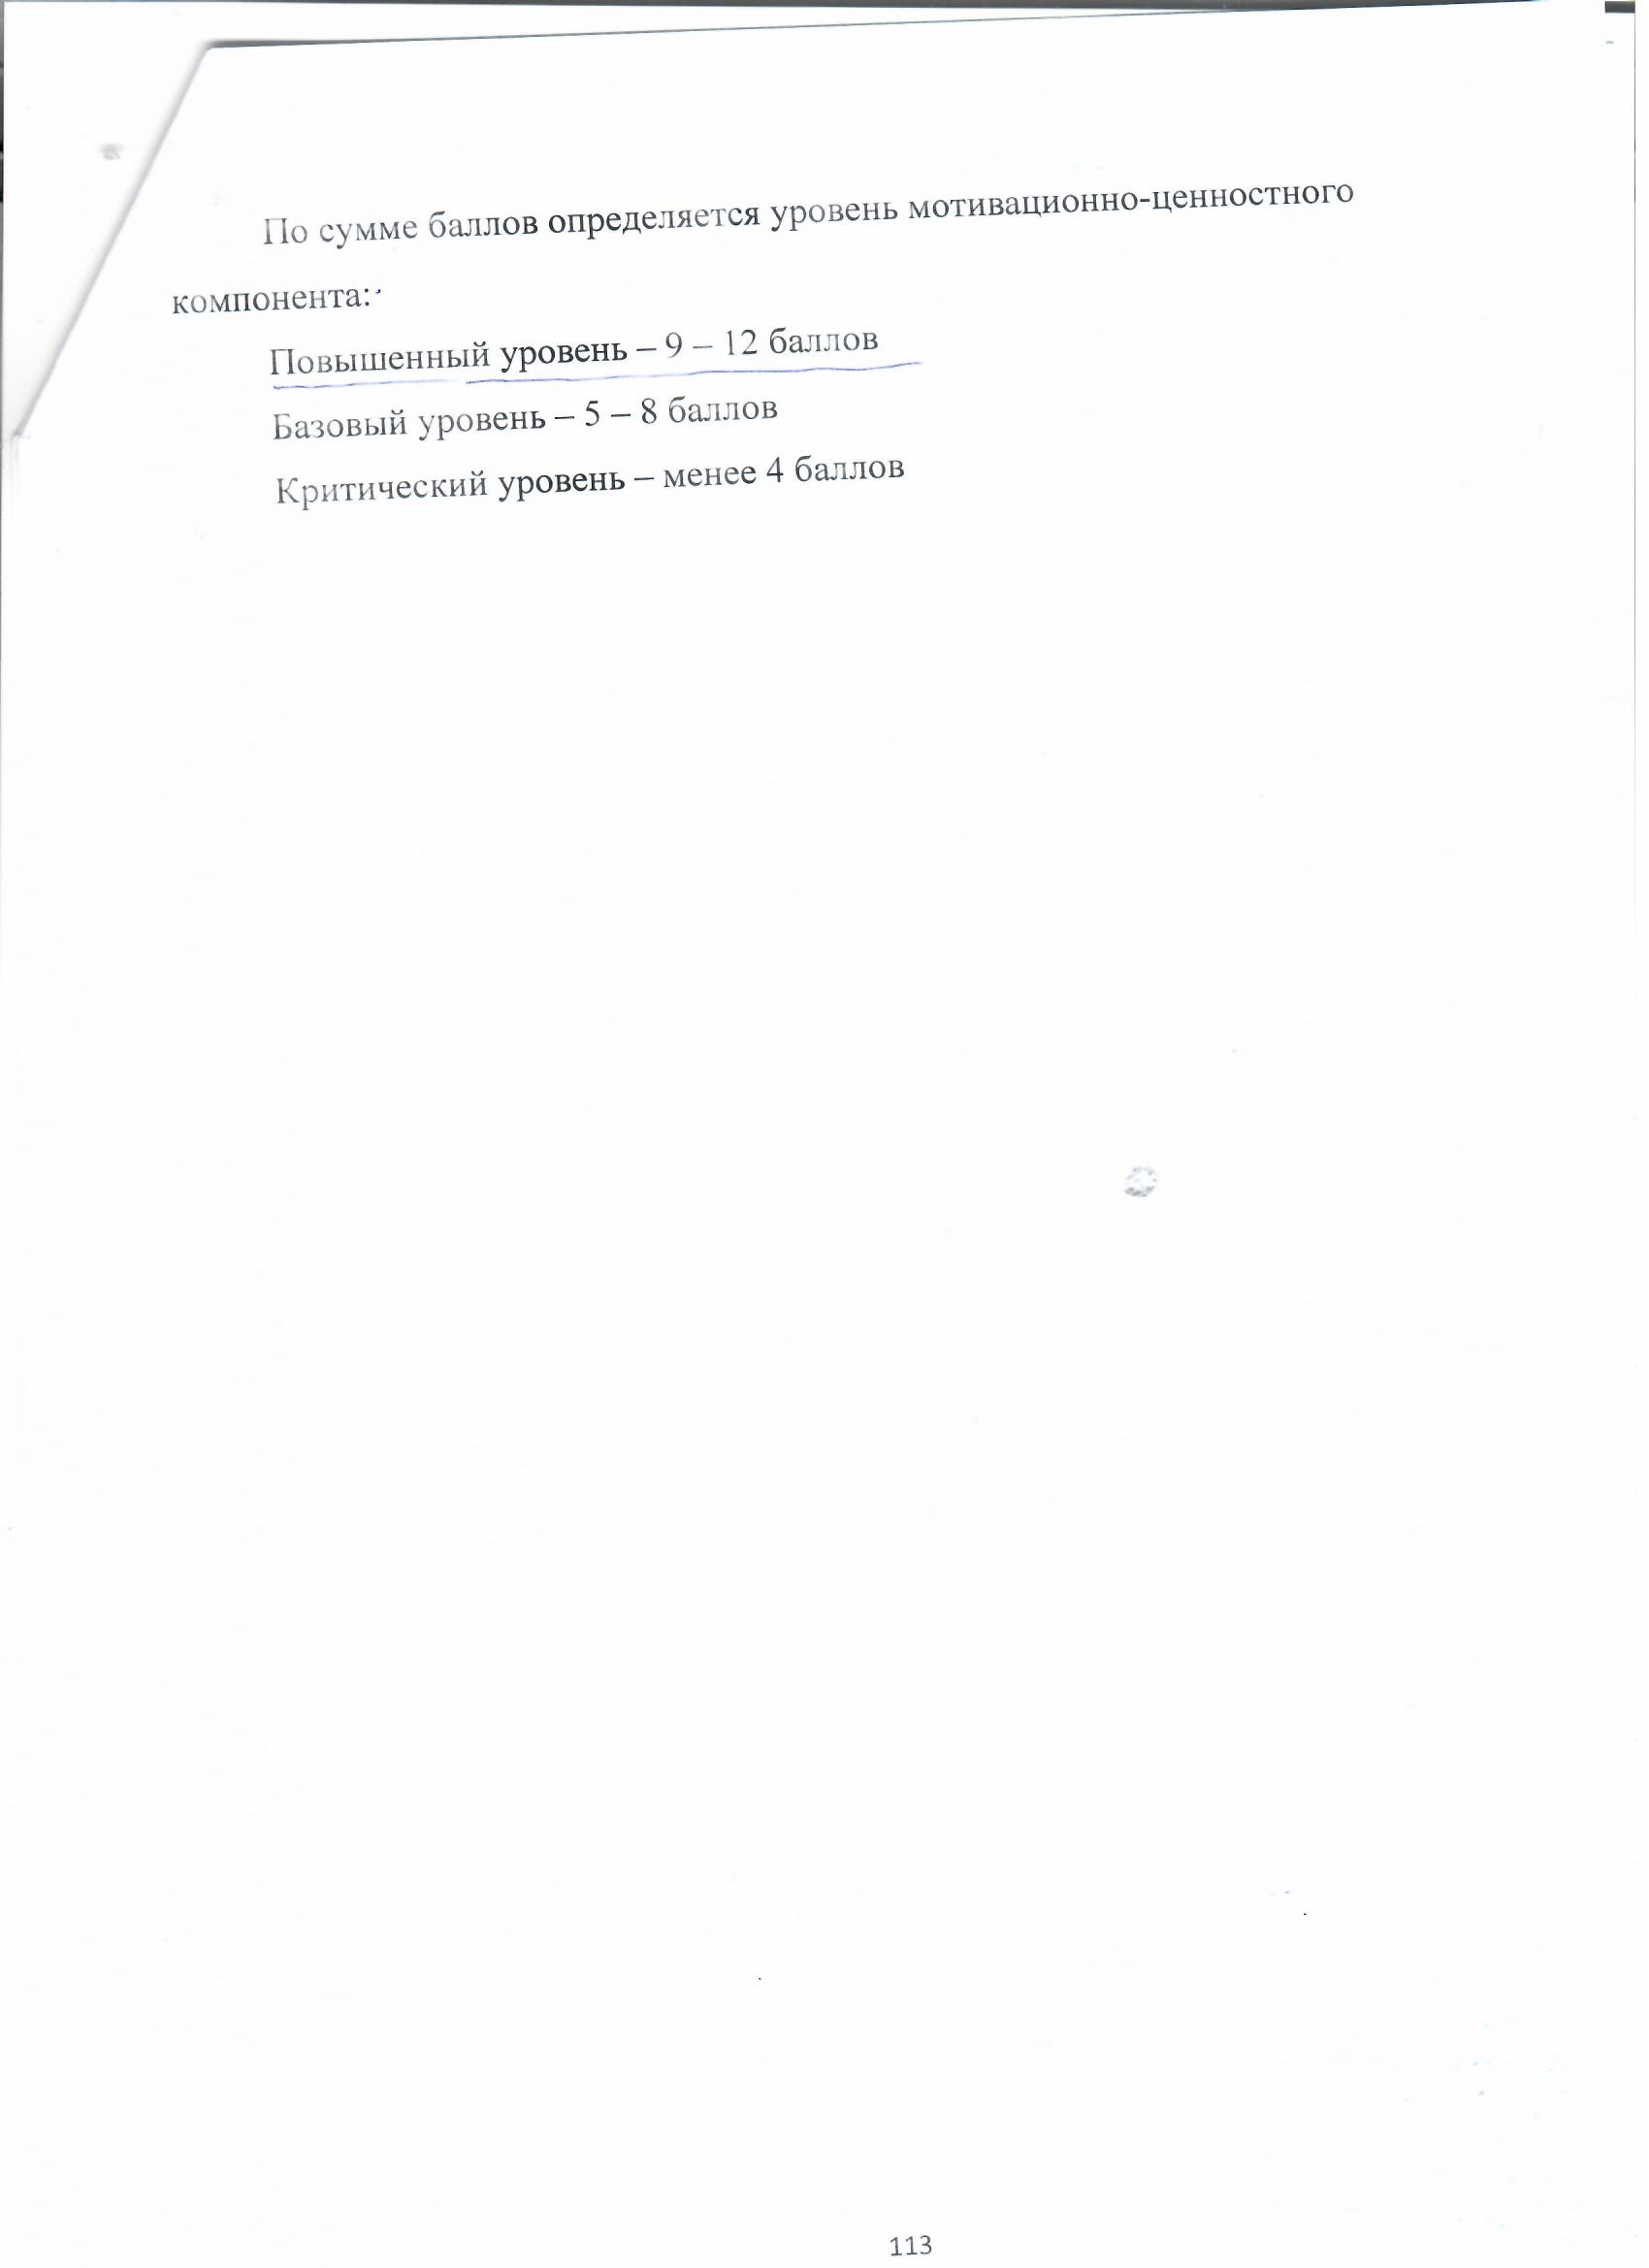 По сумме баллов определяется уровень мотивационно-ценностного
компонента:
Повышенный уровень – 9 – 12 баллов
Базовый уровень – 5 – 8 баллов
Критический уровень – менее 4 баллов
113